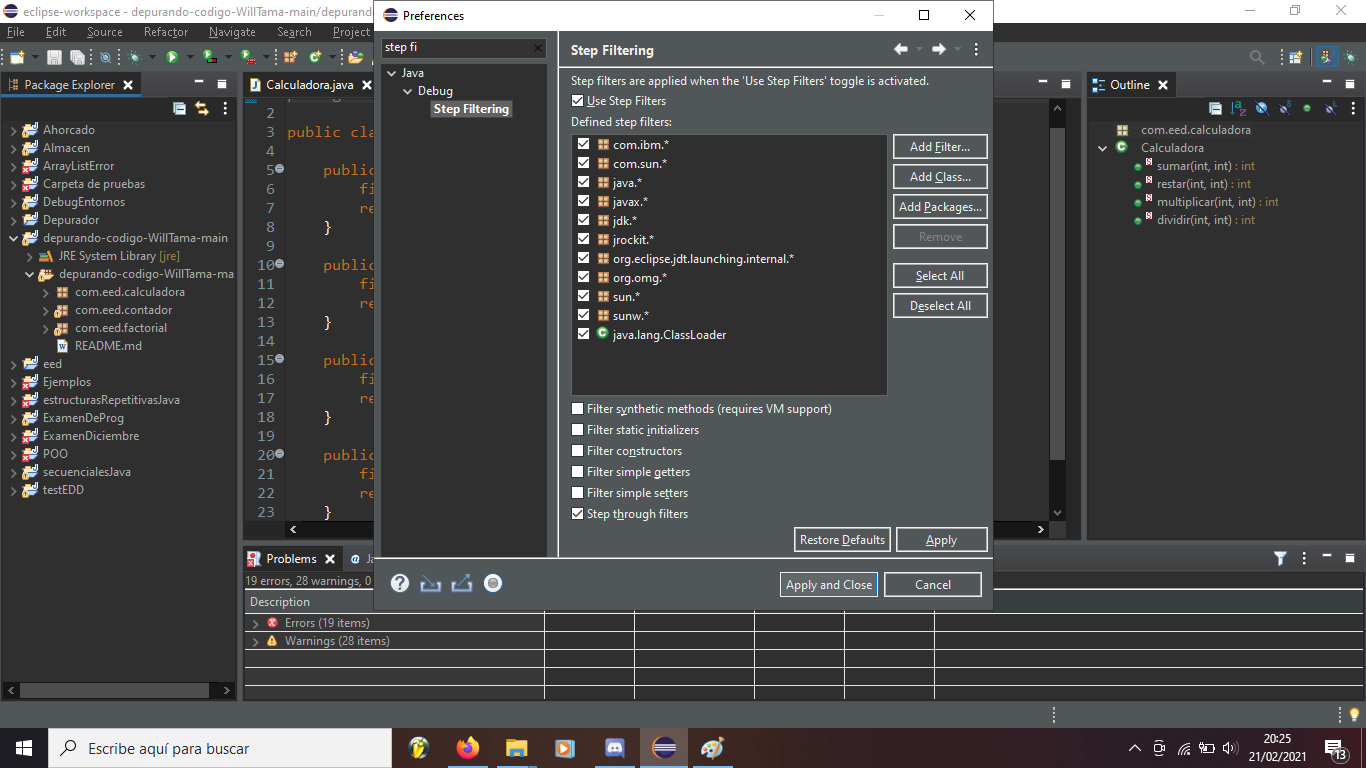 eclipse-workspace - depurando-codigo-WillTama-main/depurando-
File Edit Source Refactor Navigate Search Project
Package Explorer
Ahorcado
Almacen
ArrayListError
Carpeta de pruebas
DebugEntornos
Depurador
depurando-codigo-WillTama-main
JRE System Library [jre]
depurando-codigo-WillTama-ma
com.eed.calculadora
com.eed.contador
com.eed.factorial
README.md
eed
Ejemplos
estructurasRepetitivasJava
ExamenDeProg
ExamenDiciembre
POO
secuencialesJava
testEDD
Calculadora.java
2
3 public cla
4
5 public
6 fi
7 re
8 }
9
10 public
11 fi
12 re
13 }
14
15 public
16 fi
17 re
18 }
19
20 public
21 fi
22 re
23 }
Preferences
step fi
Java
Debug
Step Filtering
Step Filtering
Step filters are applied when the 'Use Step Filters' toggle is activated.
Use Step Filters
Defined step filters:
com.ibm.*
com.sun.*
java.*
javax.*
jdk.*
jrockit.*
org.eclipse.jdt.launching.internal.*
org.omg.*
sun.*
sunw.*
java.lang.ClassLoader
Add Filter...
Add Class...
Add Packages...
Remove
Select All
Deselect All
Filter synthetic methods (requires VM support)
Filter static initializers
Filter constructors
Filter simple getters
Filter simple setters
Step through filters
Restore Defaults Apply
Apply and Close Cancel
Outline
com.eed.calculadora
Calculadora
sumar(int, int) : int
restar(int, int) : int
multiplicar(int, int) : int
dividir(int, int) : int
Problems
19 errors, 28 warnings, 0
Description
Errors (19 items)
Warnings (28 items)
Escribe aquí para buscar
20:25
21/02/2021
13